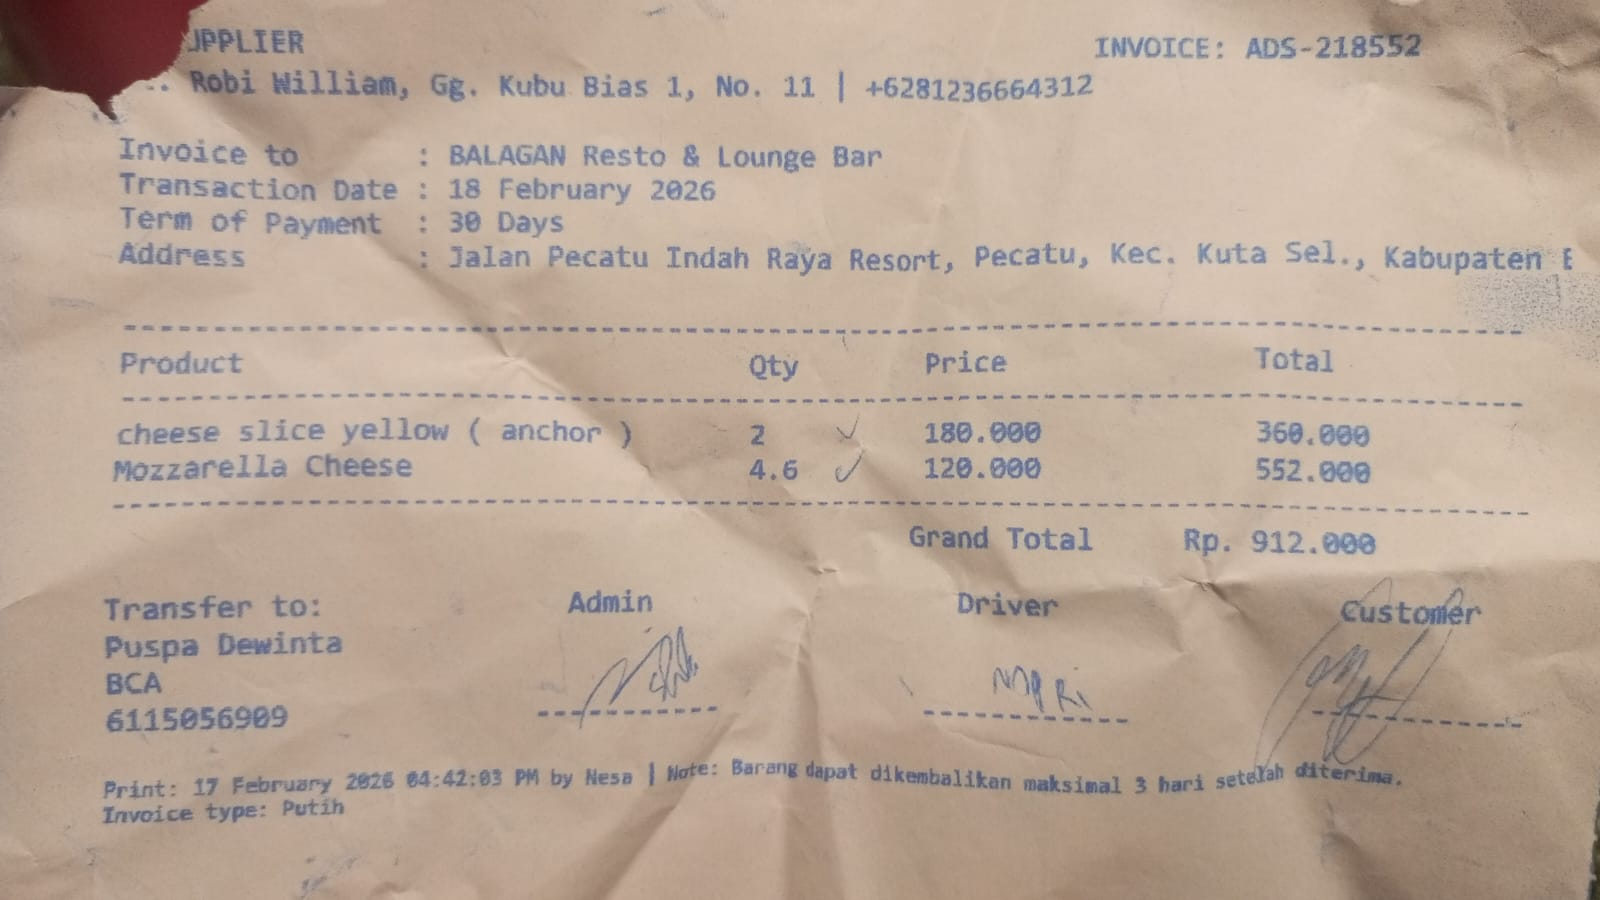 UPPLIER INVOICE: ADS-218552
Robi William, Gg. Kubu Bias 1, No. 11 | +6281236664312
Invoice to : BALAGAN Resto & Lounge Bar
Transaction Date : 18 February 2026
Term of Payment : 30 Days
Address : Jalan Pecatu Indah Raya Resort, Pecatu, Kec. Kuta Sel., Kabupaten
Product Qty Price Total
cheese slice yellow ( anchor ) 2 180.000 360.000
Mozzarella Cheese 4.6 120.000 552.000
Grand Total Rp. 912.000
Transfer to: Admin Driver Customer
Puspa Dewinta
BCA
6115056909
Print: 17 February 2026 04:42:03 PM by Nesa | Note: Barang dapat dikembalikan maksimal 3 hari setelah diterima.
Invoice type: Putih